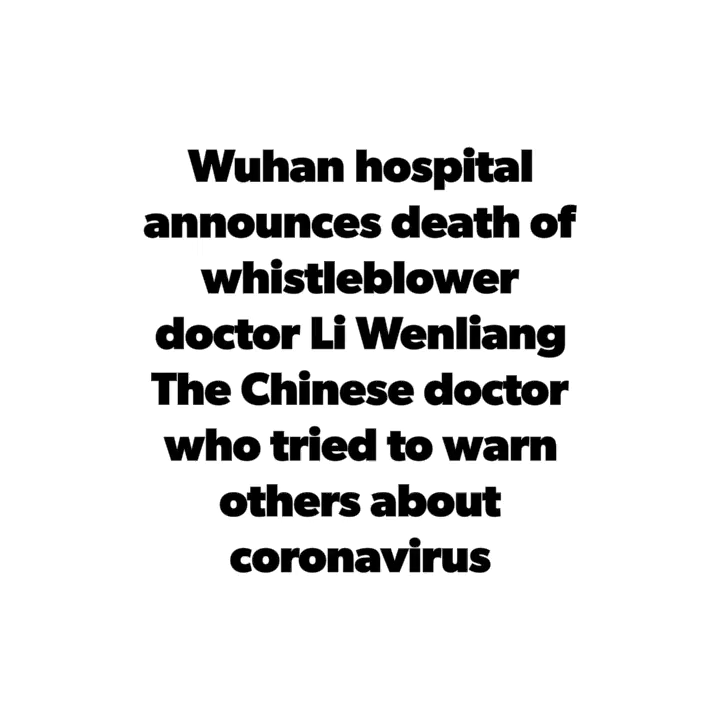 Wuhan hospital
announces death of
whistleblower
doctor Li Wenliang
The Chinese doctor
who tried to warn
others about
coronavirus